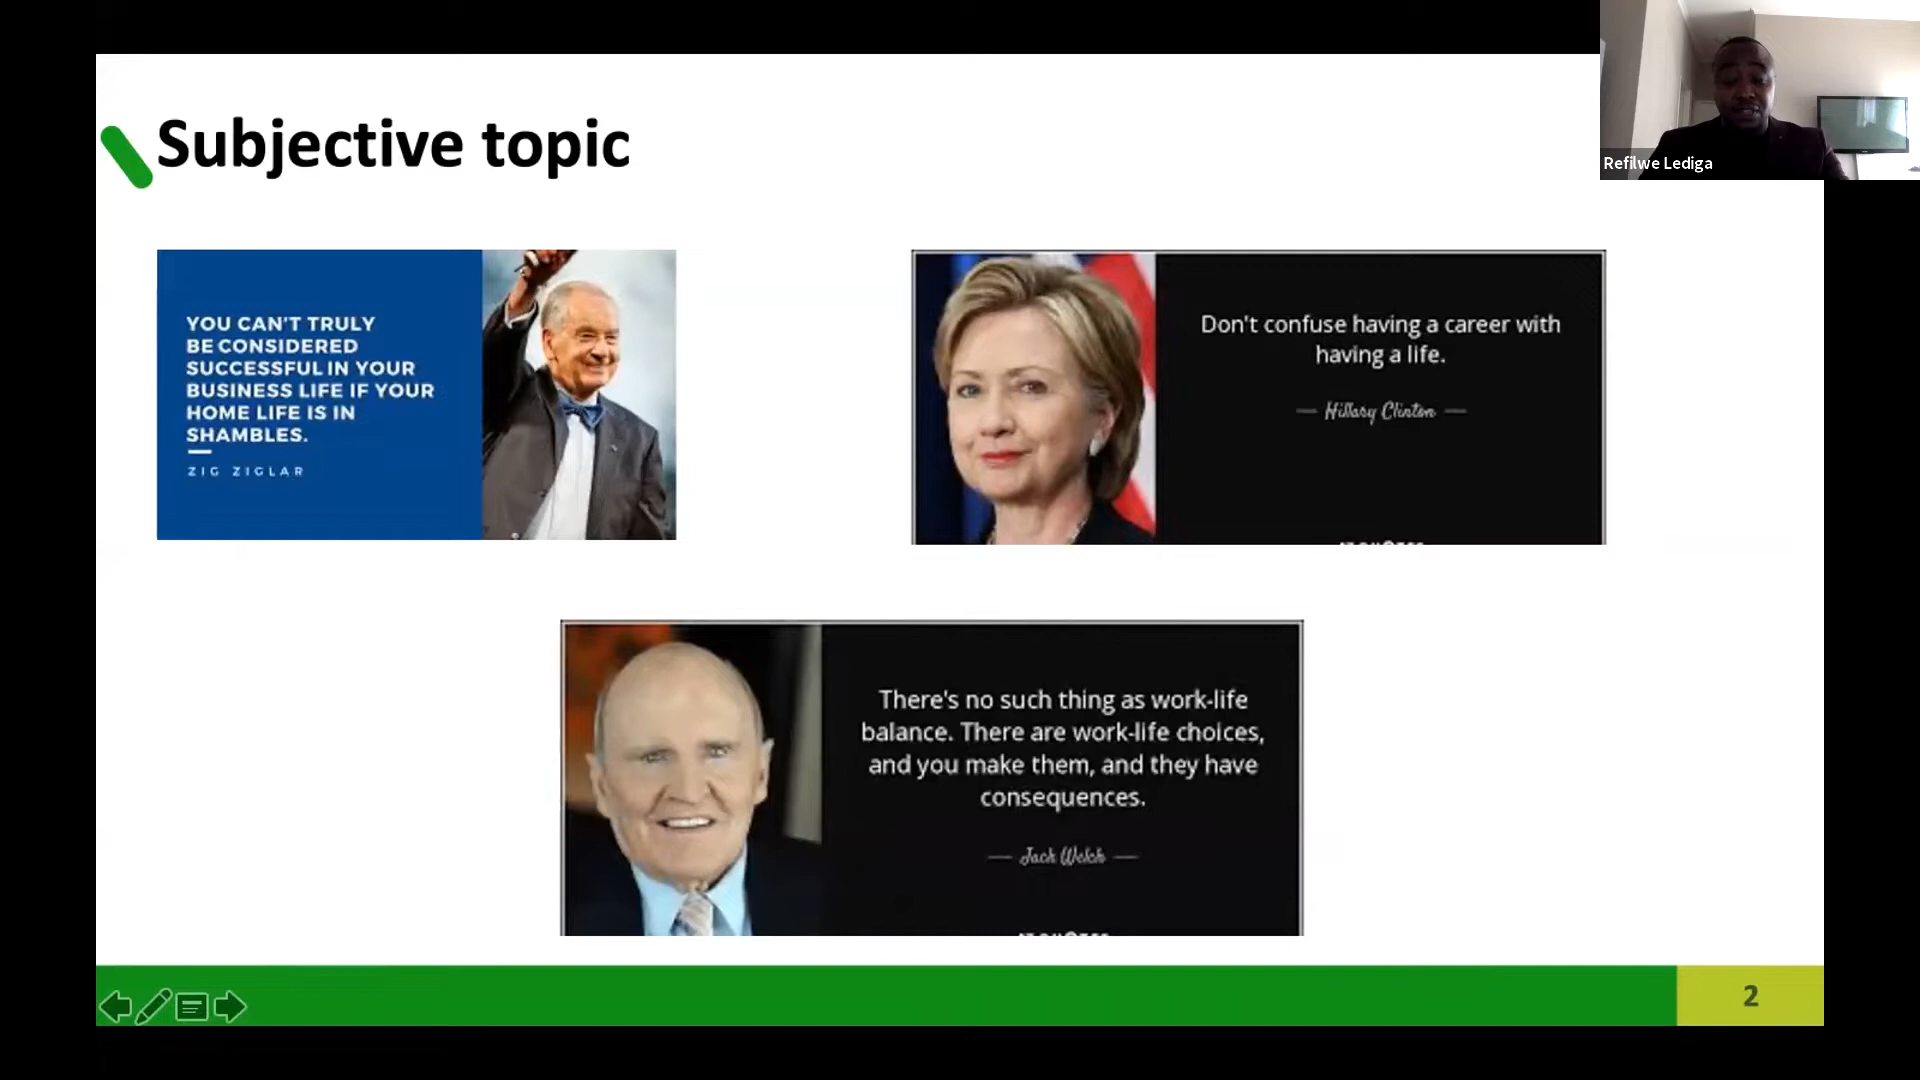 Subjective topic
Refilwe Lediga
YOU CAN'T TRULY
BE CONSIDERED
SUCCESSFUL IN YOUR
BUSINESS LIFE IF YOUR
HOME LIFE IS IN
SHAMBLES.
ZIG ZIGLAR
Don't confuse having a career with
having a life.
— Hillary Clinton —
There's no such thing as work-life
balance. There are work-life choices,
and you make them, and they have
consequences.
— Jack Welch —
2